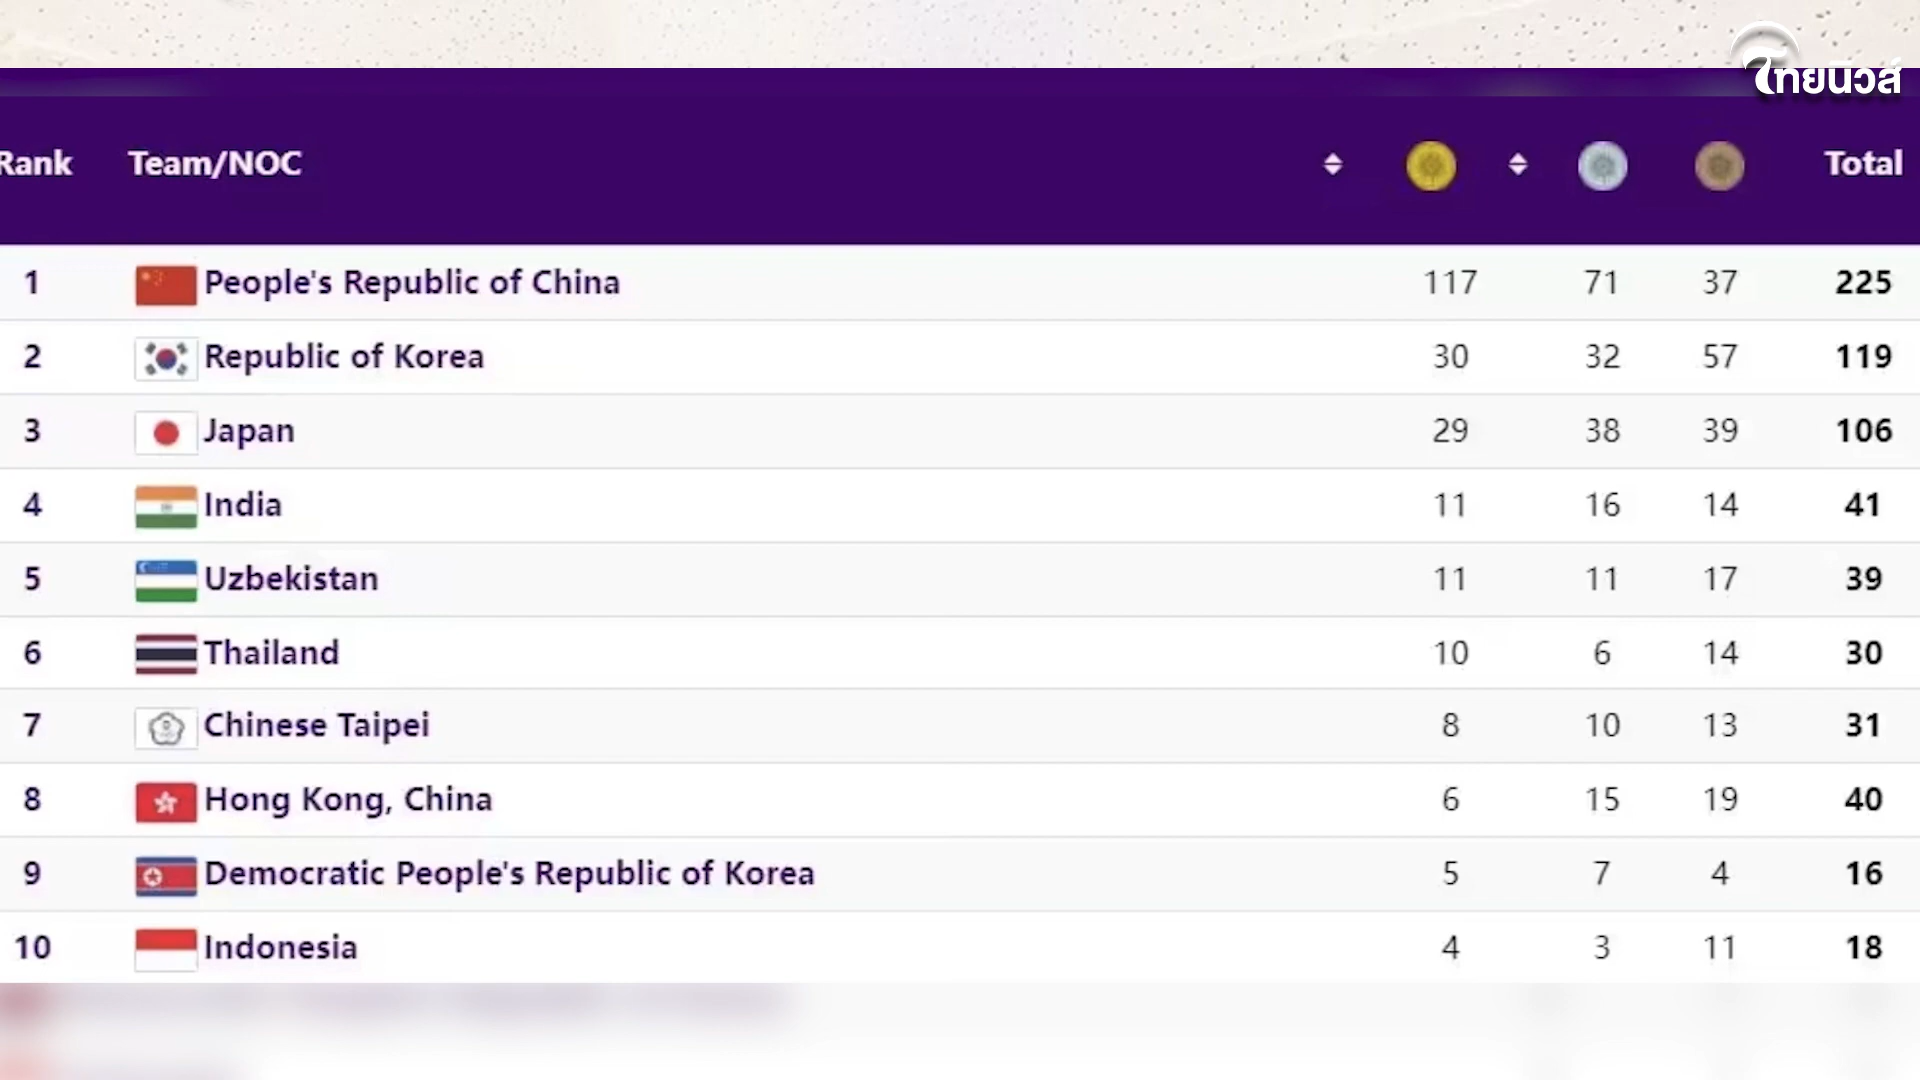 ไทยนิวส์
Rank Team/NOC Total
1 People's Republic of China 117 71 37 225
2 Republic of Korea 30 32 57 119
3 Japan 29 38 39 106
4 India 11 16 14 41
5 Uzbekistan 11 11 17 39
6 Thailand 10 6 14 30
7 Chinese Taipei 8 10 13 31
8 Hong Kong, China 6 15 19 40
9 Democratic People's Republic of Korea 5 7 4 16
10 Indonesia 4 3 11 18